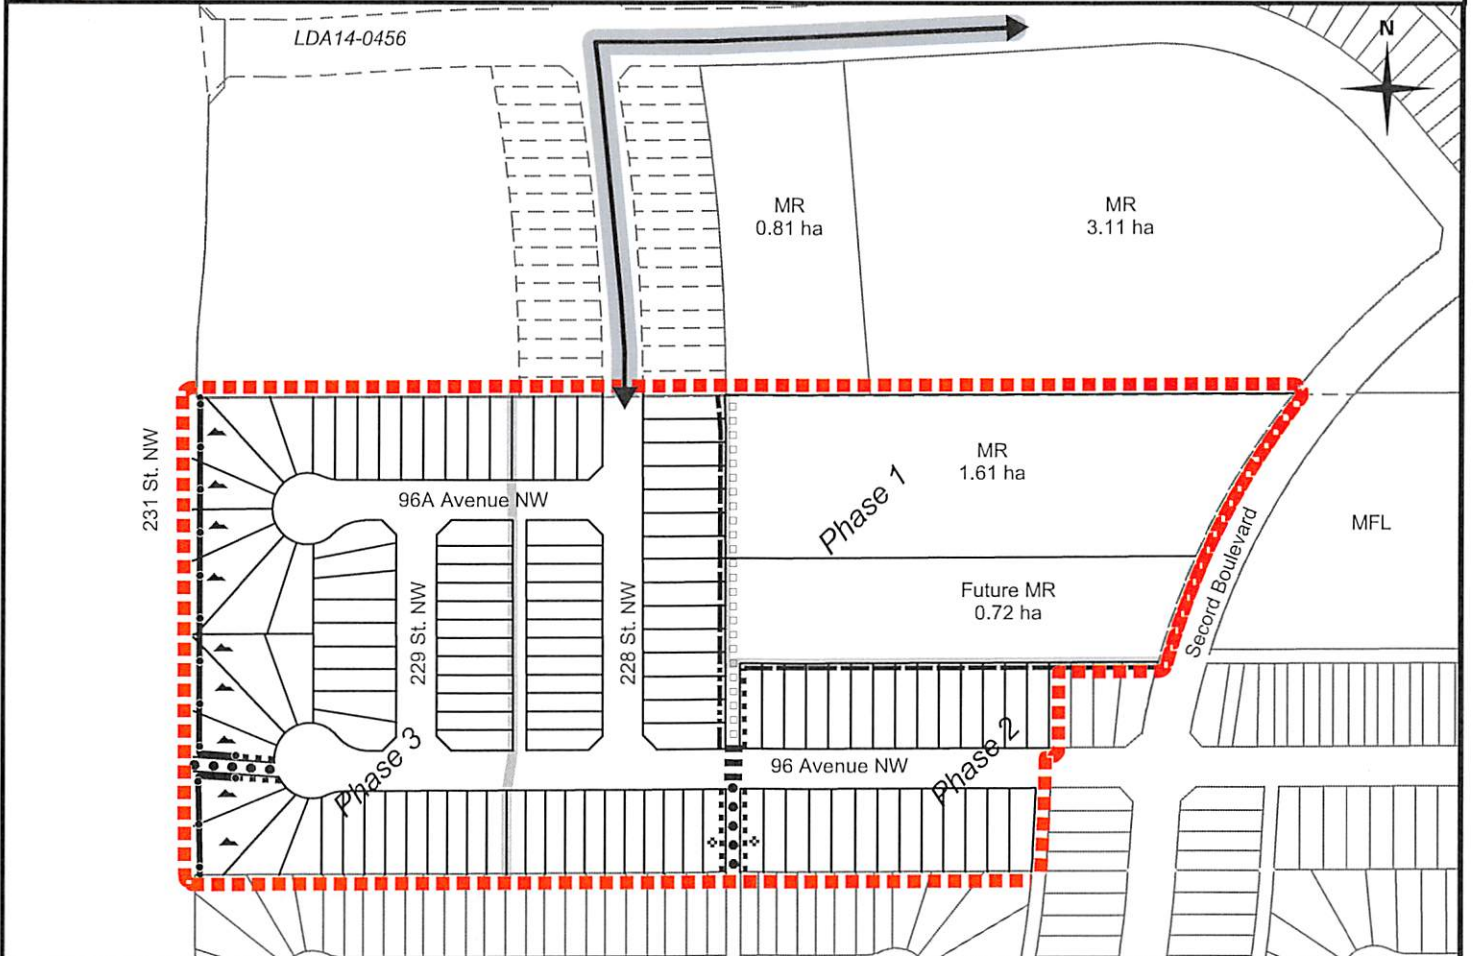 LDA14-0456
N
MR
0.81 ha
MR
3.11 ha
231 St. NW
MR
1.61 ha
Phase 1
96A Avenue NW
MFL
Future MR
0.72 ha
229 St. NW
228 St. NW
Second Boulevard
Phase 3
96 Avenue NW
Phase 2